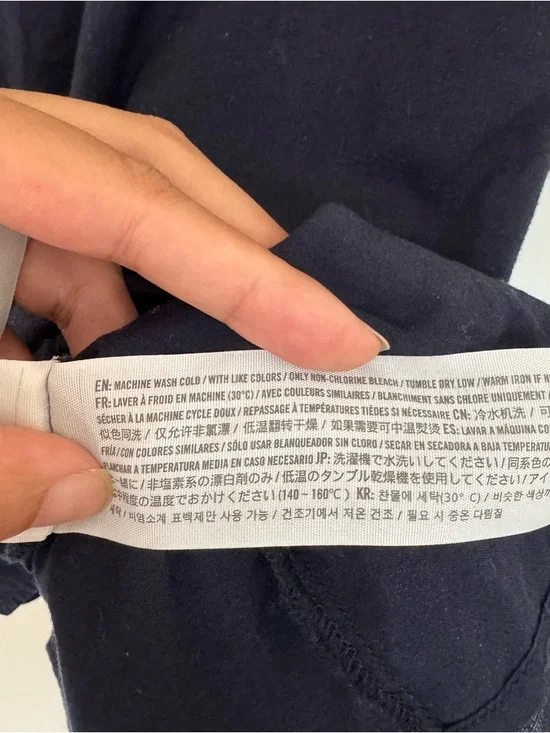 EN: MACHINE WASH COLD / WITH LIKE COLORS / ONLY NON-CHLORINE BLEACH / TUMBLE DRY LOW / WARM IRON IF
FR: LAVER À FROID EN MACHINE (30°C) / AVEC COULEURS SIMILAIRES / BLANCHIMENT SANS CHLORE UNIQUEMENT /
SÉCHER À LA MACHINE CYCLE DOUX / REPASSAGE À TEMPÉRATURES TIÈDES SI NÉCESSAIRE CN: 冷水机洗 /
似色同洗 / 仅允许非氯漂 / 低温翻转干燥 / 如果需要可中温熨烫 ES: LAVAR A MÁQUINA
FRÍA / CON COLORES SIMILARES / SÓLO USAR BLANQUEADOR SIN CLORO / SECAR EN SECADORA A BAJA
A TEMPERATURA MEDIA EN CASO NECESARIO JP: 洗濯機で水洗いしてください / 同系色
一緒に / 非塩素系の漂白剤のみ / 低温のタンブル乾燥機を使用してください /
程度の温度でおかけください (140~160℃) KR: 찬물에 세탁(30° C) / 비슷한 색상
/ 비염소계 표백제만 사용 가능 / 건조기에서 저온 건조 / 필요 시 중온 다림질